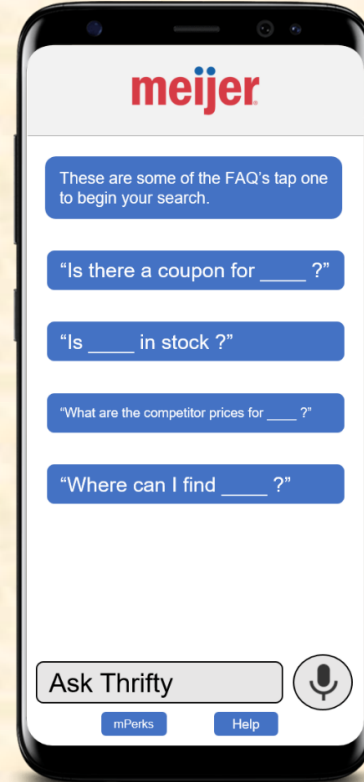 meijer
These are some of the FAQ's tap one
to begin your search.
“Is there a coupon for ____ ?”
“Is ____ in stock ?”
“What are the competitor prices for ____ ?”
“Where can I find ____ ?”
Ask Thrifty
mPerks Help